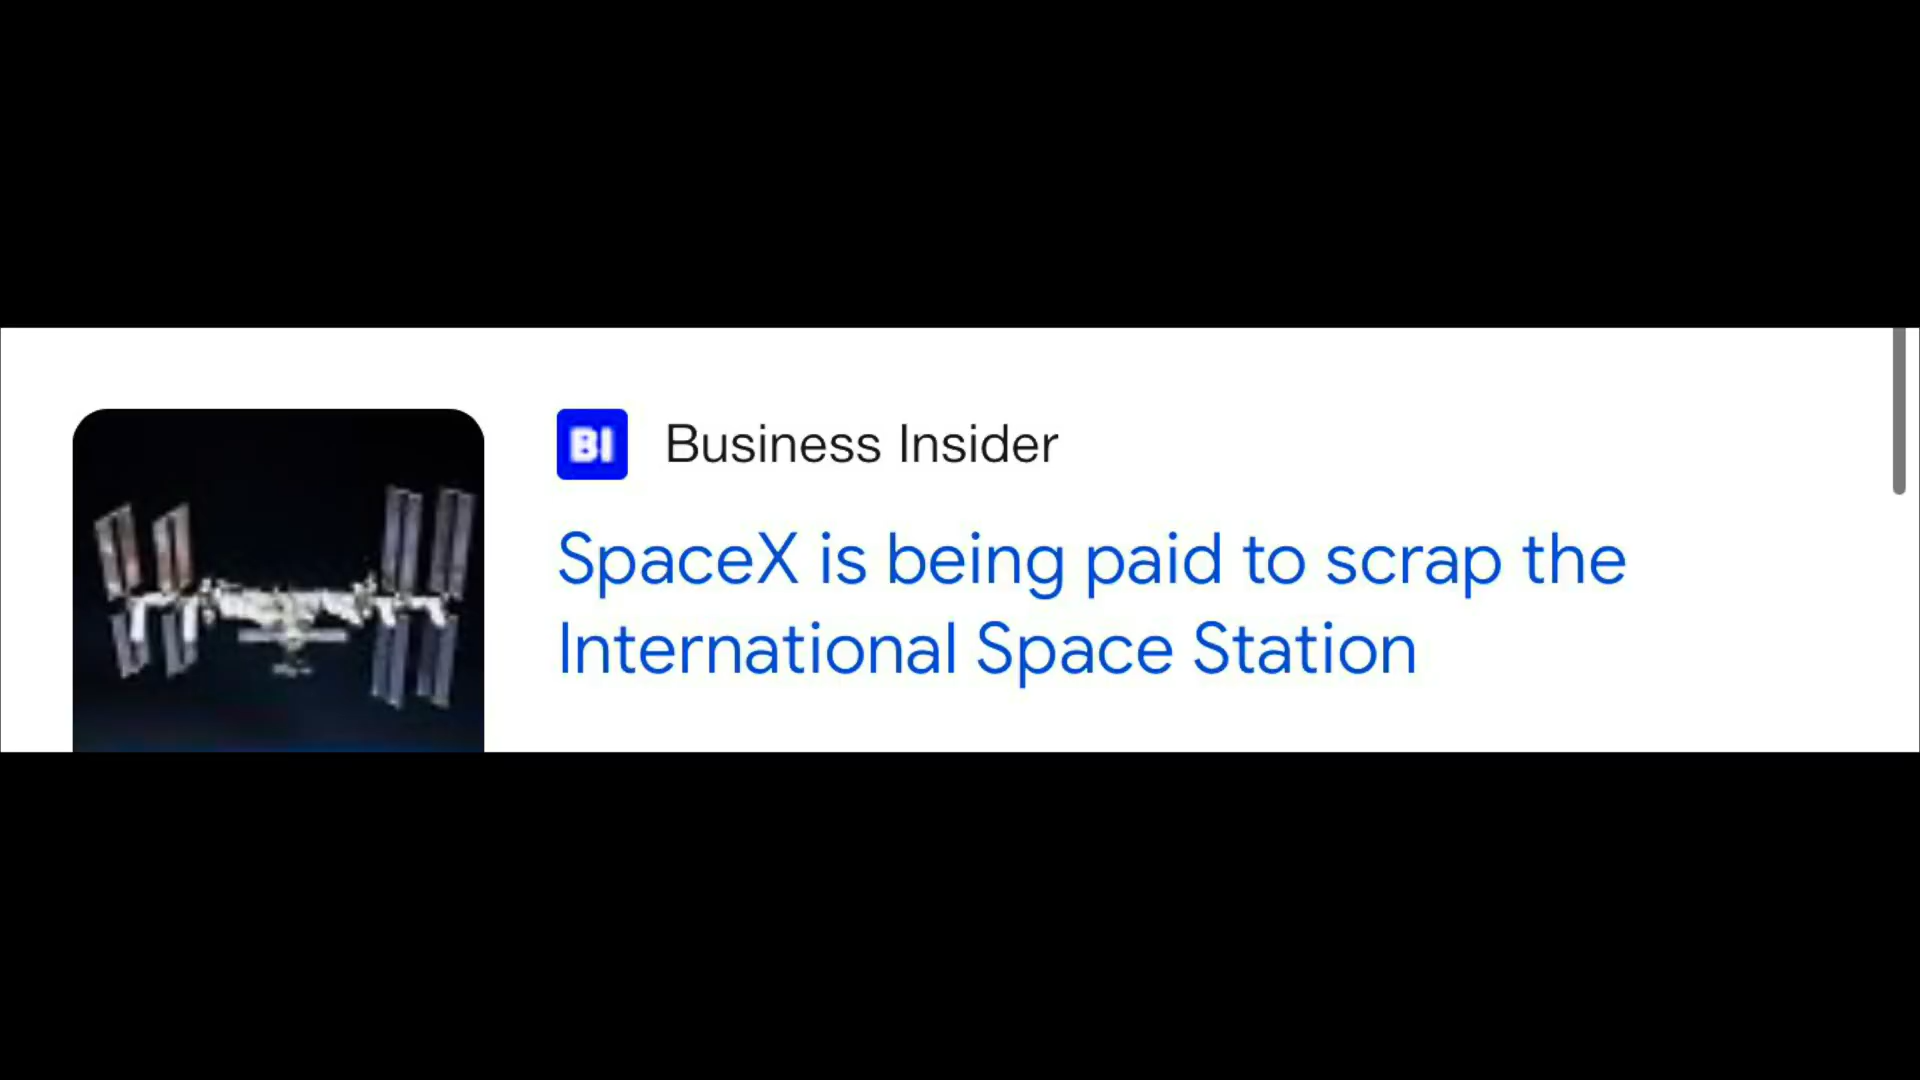 BI Business Insider
SpaceX is being paid to scrap the
International Space Station